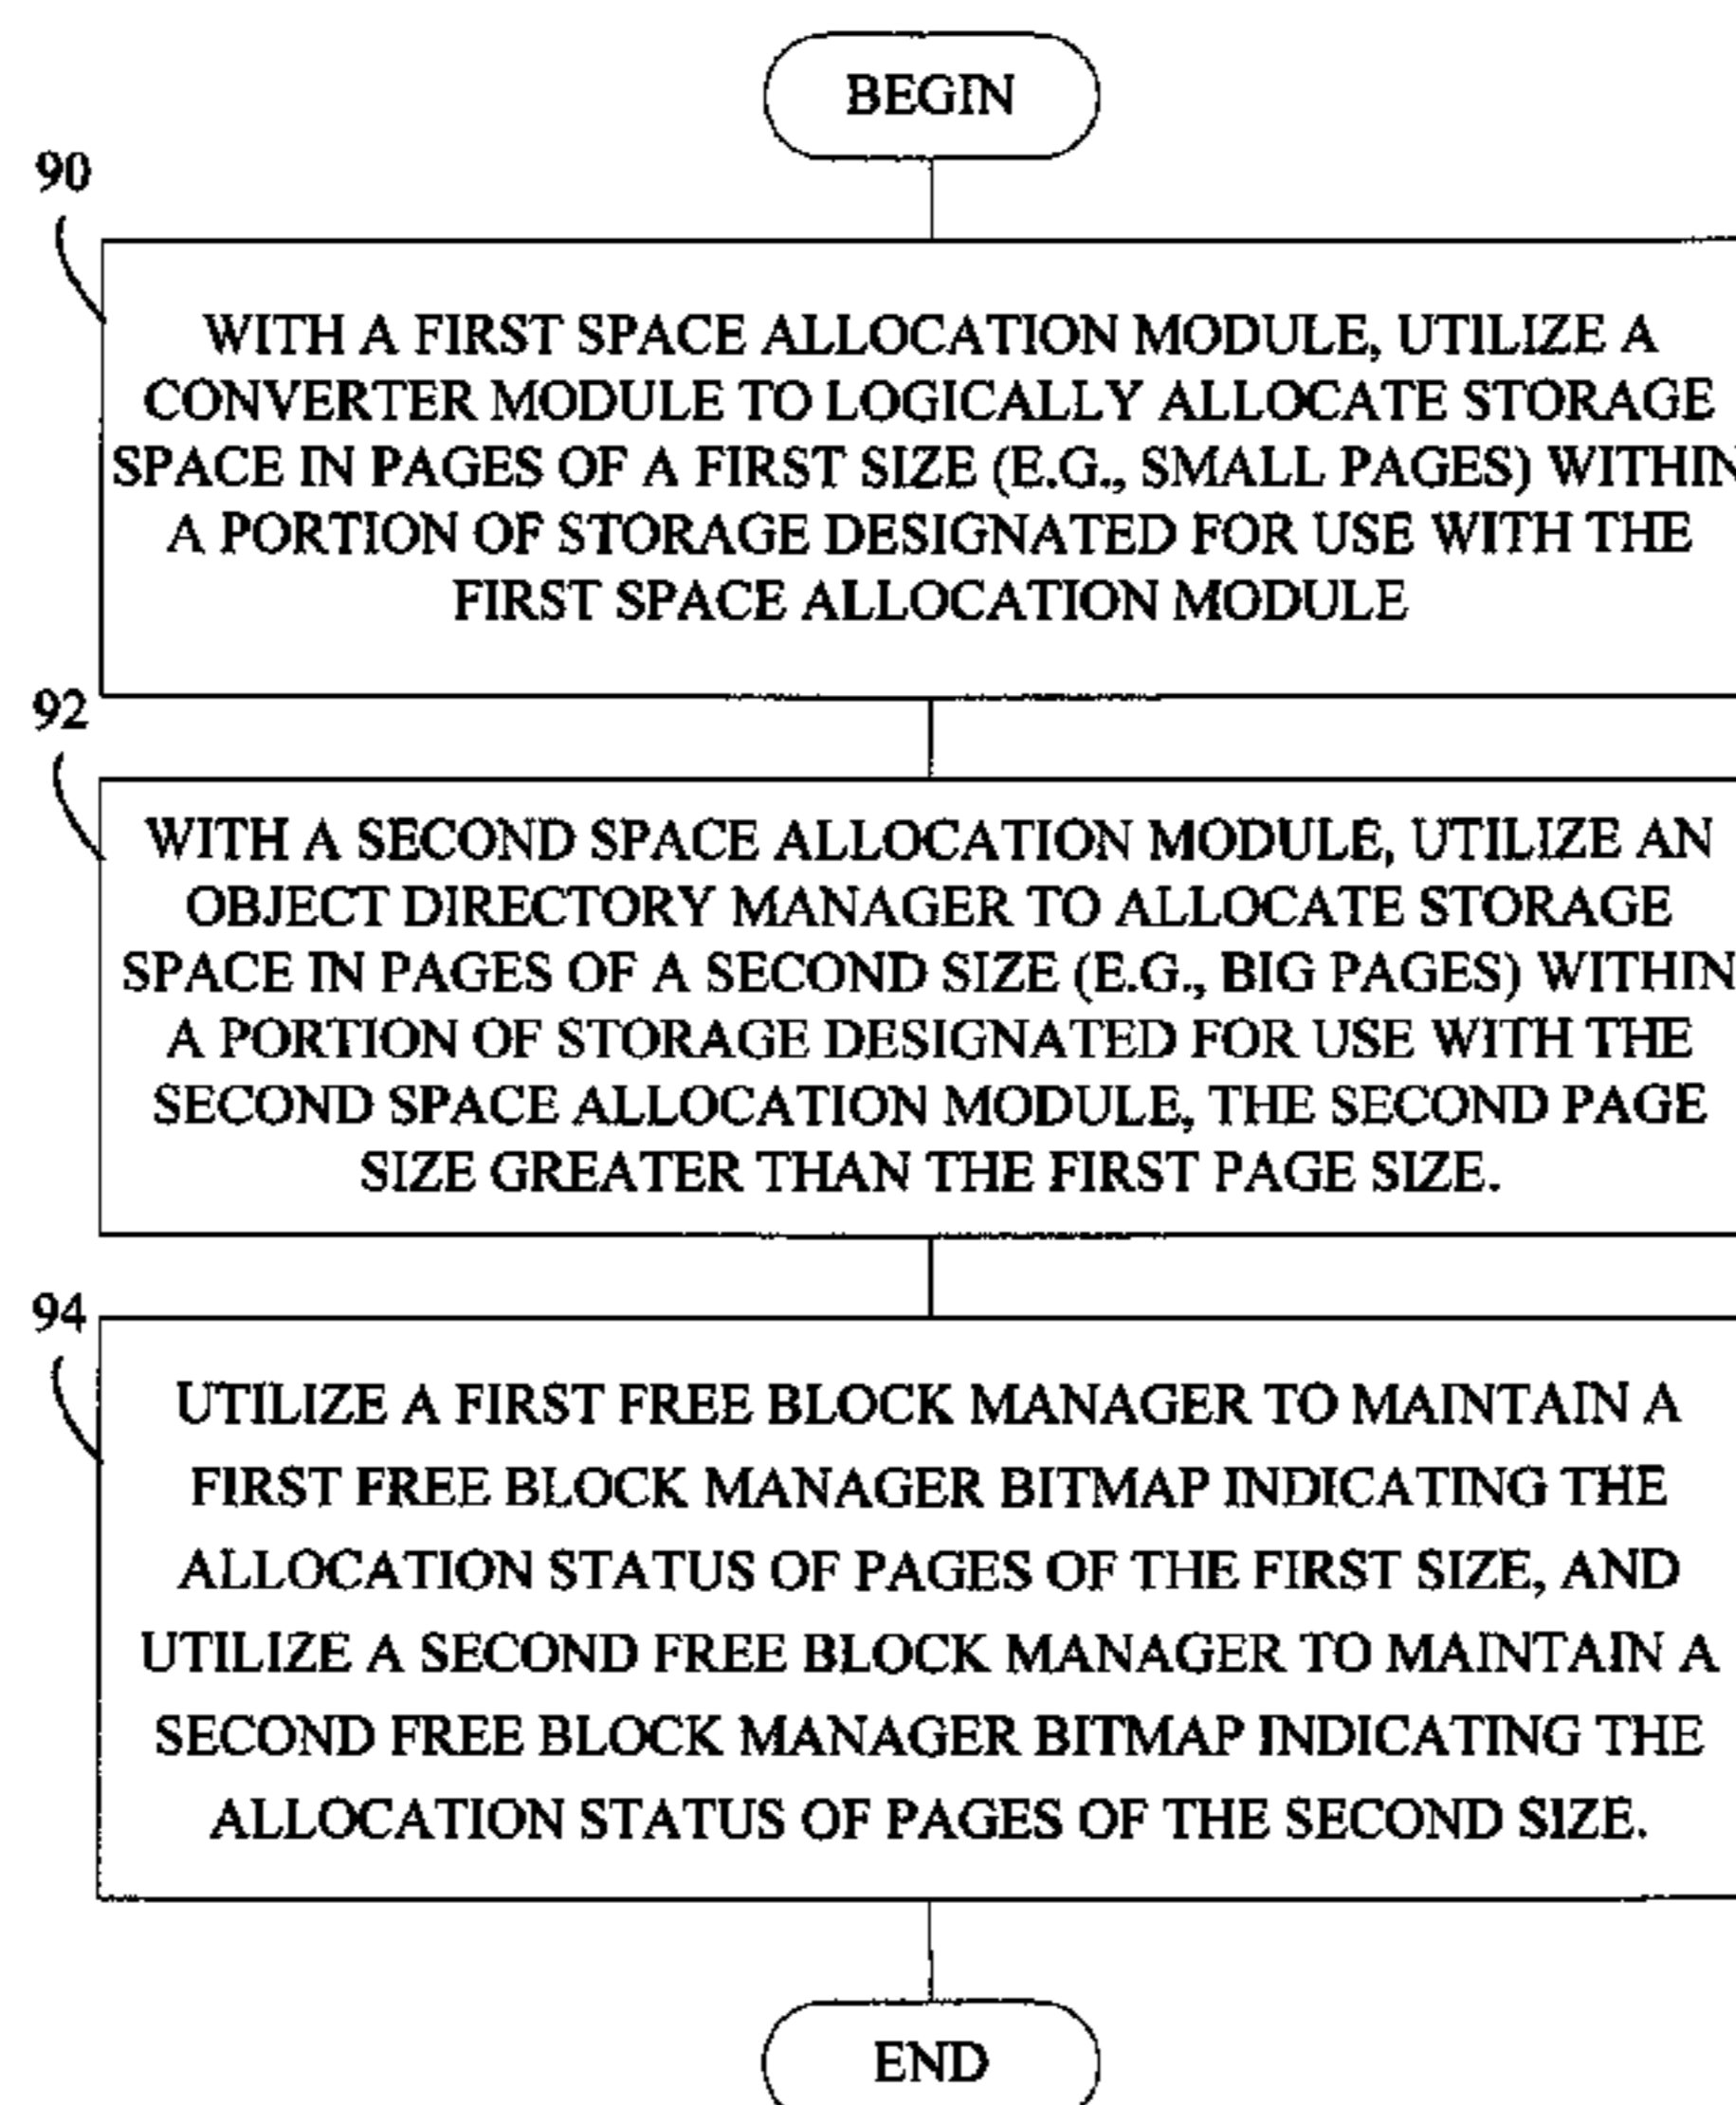 BEGIN
90
WITH A FIRST SPACE ALLOCATION MODULE, UTILIZE A
CONVERTER MODULE TO LOGICALLY ALLOCATE STORAGE
SPACE IN PAGES OF A FIRST SIZE (E.G., SMALL PAGES) WITHIN
A PORTION OF STORAGE DESIGNATED FOR USE WITH THE
FIRST SPACE ALLOCATION MODULE
92
WITH A SECOND SPACE ALLOCATION MODULE, UTILIZE AN
OBJECT DIRECTORY MANAGER TO ALLOCATE STORAGE
SPACE IN PAGES OF A SECOND SIZE (E.G., BIG PAGES) WITHIN
A PORTION OF STORAGE DESIGNATED FOR USE WITH THE
SECOND SPACE ALLOCATION MODULE, THE SECOND PAGE
SIZE GREATER THAN THE FIRST PAGE SIZE.
94
UTILIZE A FIRST FREE BLOCK MANAGER TO MAINTAIN A
FIRST FREE BLOCK MANAGER BITMAP INDICATING THE
ALLOCATION STATUS OF PAGES OF THE FIRST SIZE, AND
UTILIZE A SECOND FREE BLOCK MANAGER TO MAINTAIN A
SECOND FREE BLOCK MANAGER BITMAP INDICATING THE
ALLOCATION STATUS OF PAGES OF THE SECOND SIZE.
END